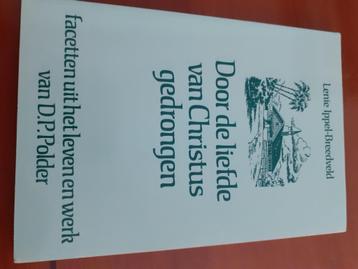 Lenie Ippel-Breedveld
Door de liefde
van Christus
gedrongen
facetten uit het leven en werk
van D.P. Polder